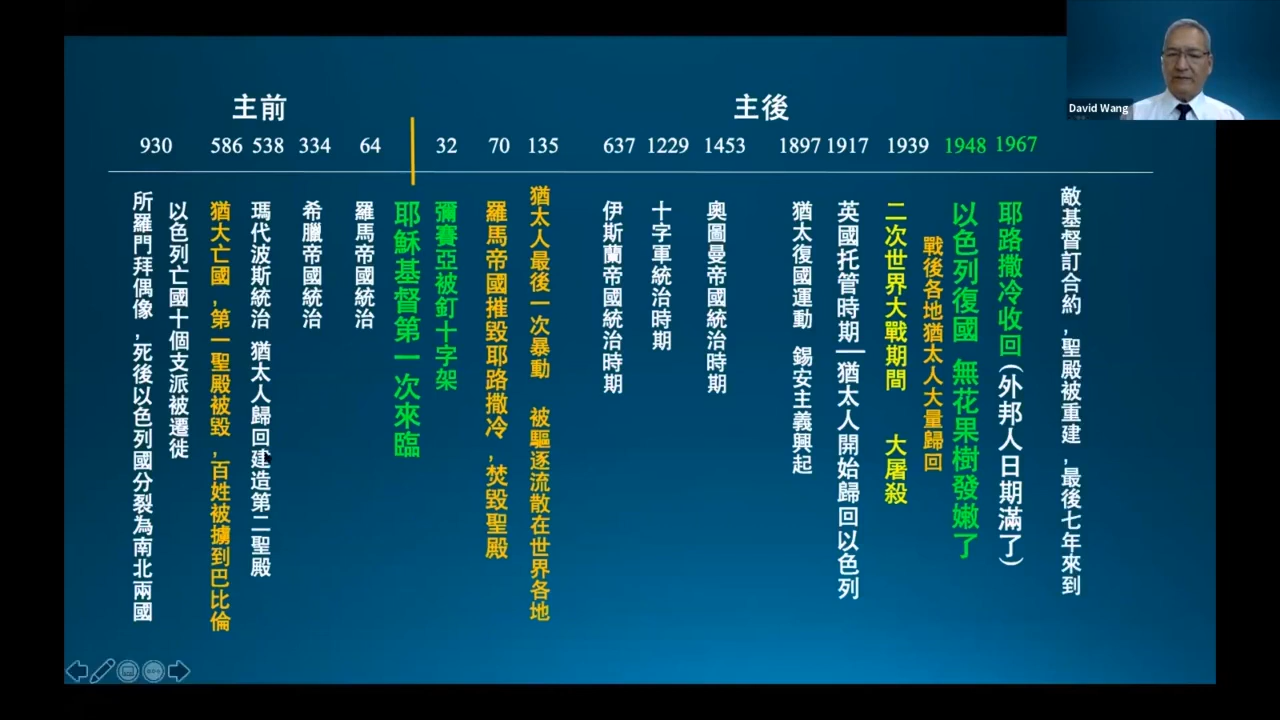 主前
主後
930
586
538
334
64
32
70
135
637
1229
1453
1897
1917
1939
1948
1967
所羅門拜偶像，死後以色列國分裂為南北兩國
以色列亡國十個支派被遷徙
猶大亡國，第一聖殿被毀，百姓被擄到巴比倫
瑪代波斯統治 猶太人歸回建造第二聖殿
希臘帝國統治
羅馬帝國統治
耶穌基督第一次來臨
彌賽亞被釘十字架
羅馬帝國摧毀耶路撒冷，焚毀聖殿
猶太人最後一次暴動 被驅逐流散在世界各地
伊斯蘭帝國統治時期
十字軍統治時期
奧圖曼帝國統治時期
猶太復國運動 錫安主義興起
英國托管時期—猶太人開始歸回以色列
二次世界大戰期間 大屠殺
戰後各地猶太人大量歸回
以色列復國 無花果樹發嫩了
耶路撒冷收回(外邦人日期滿了)
敵基督訂合約，聖殿被重建，最後七年來到
David Wang